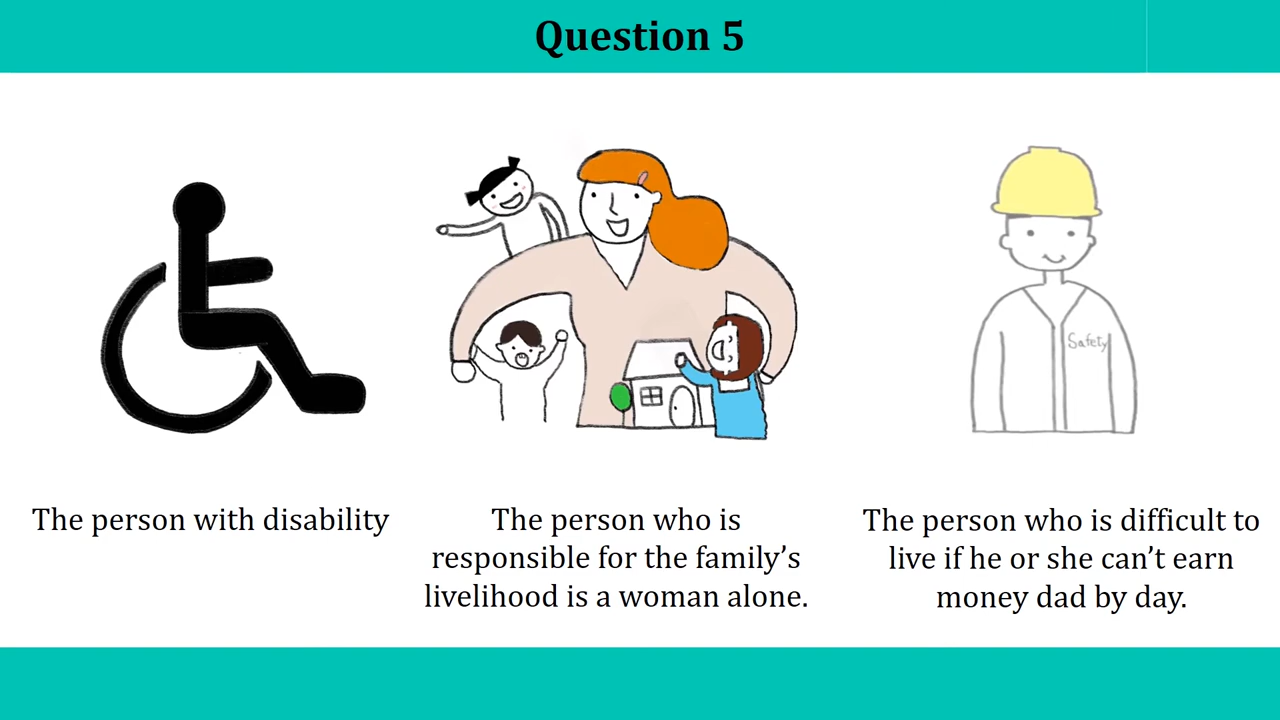 Question 5
Safety
The person with disability
The person who is
responsible for the family’s
livelihood is a woman alone.
The person who is difficult to
live if he or she can’t earn
money dad by day.